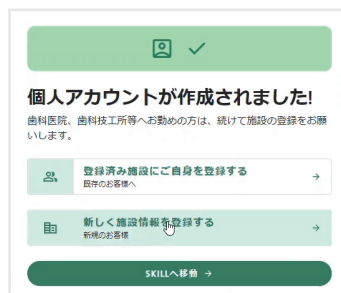 個人アカウントが作成されました!
歯科医院、歯科技工所等へお勤めの方は、続けて施設の登録をお願
いします。
登録済み施設にご自身を登録する
既存のお客様へ
新しく施設情報を登録する
新規のお客様
SKILLへ移動 →